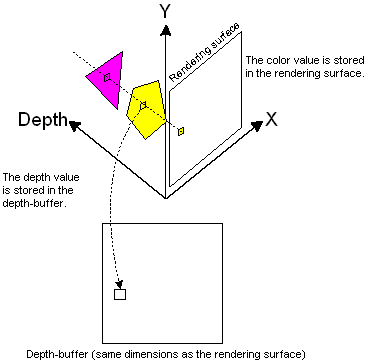 Y
Rendering surface
The color value is stored
in the rendering surface.
Depth
X
The depth value
is stored in the
depth-buffer.
Depth-buffer (same dimensions as the rendering surface)